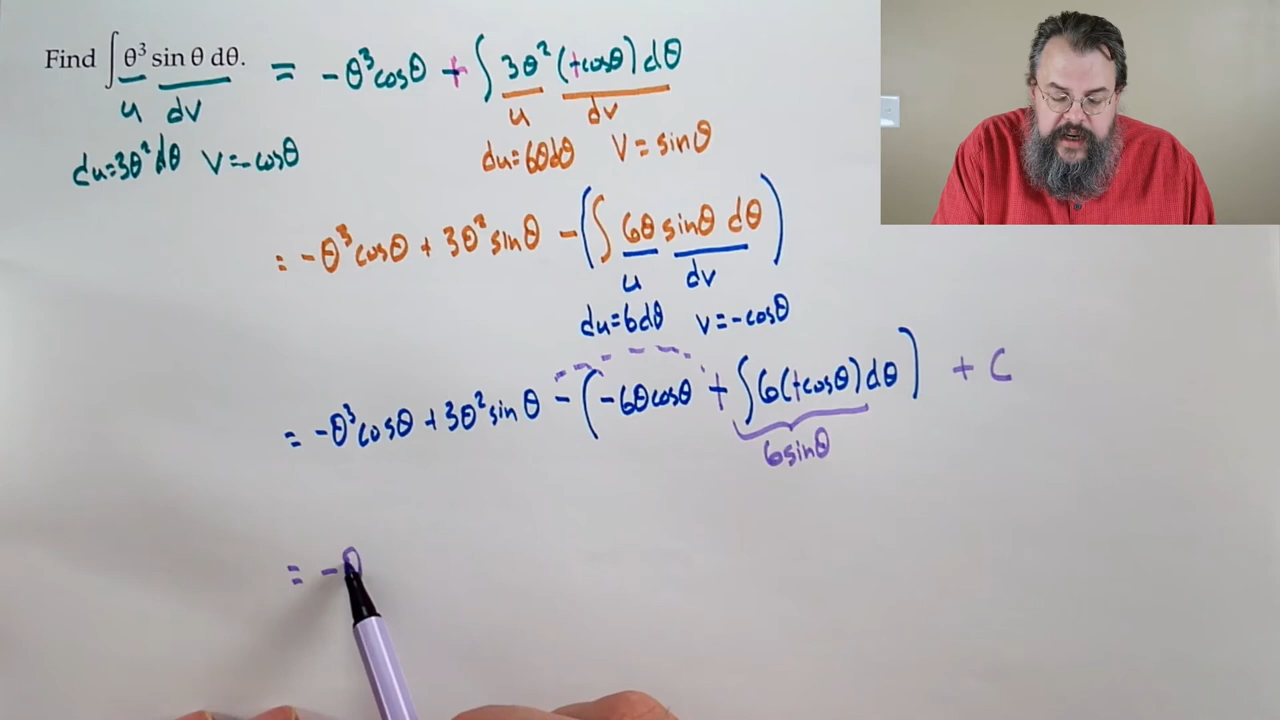 Find ∫ θ³ sin θ dθ. = -θ³cosθ + ∫ 3θ² (+cosθ) dθ
u dv u dv
du=3θ²dθ v=-cosθ du=6θdθ v=sinθ
= -θ³cosθ + 3θ²sinθ - (∫ 6θ sinθ dθ)
u dv
du=6dθ v=-cosθ
= -θ³cosθ + 3θ²sinθ - (-6θcosθ + ∫6(+cosθ)dθ) + C
6sinθ
= -θ